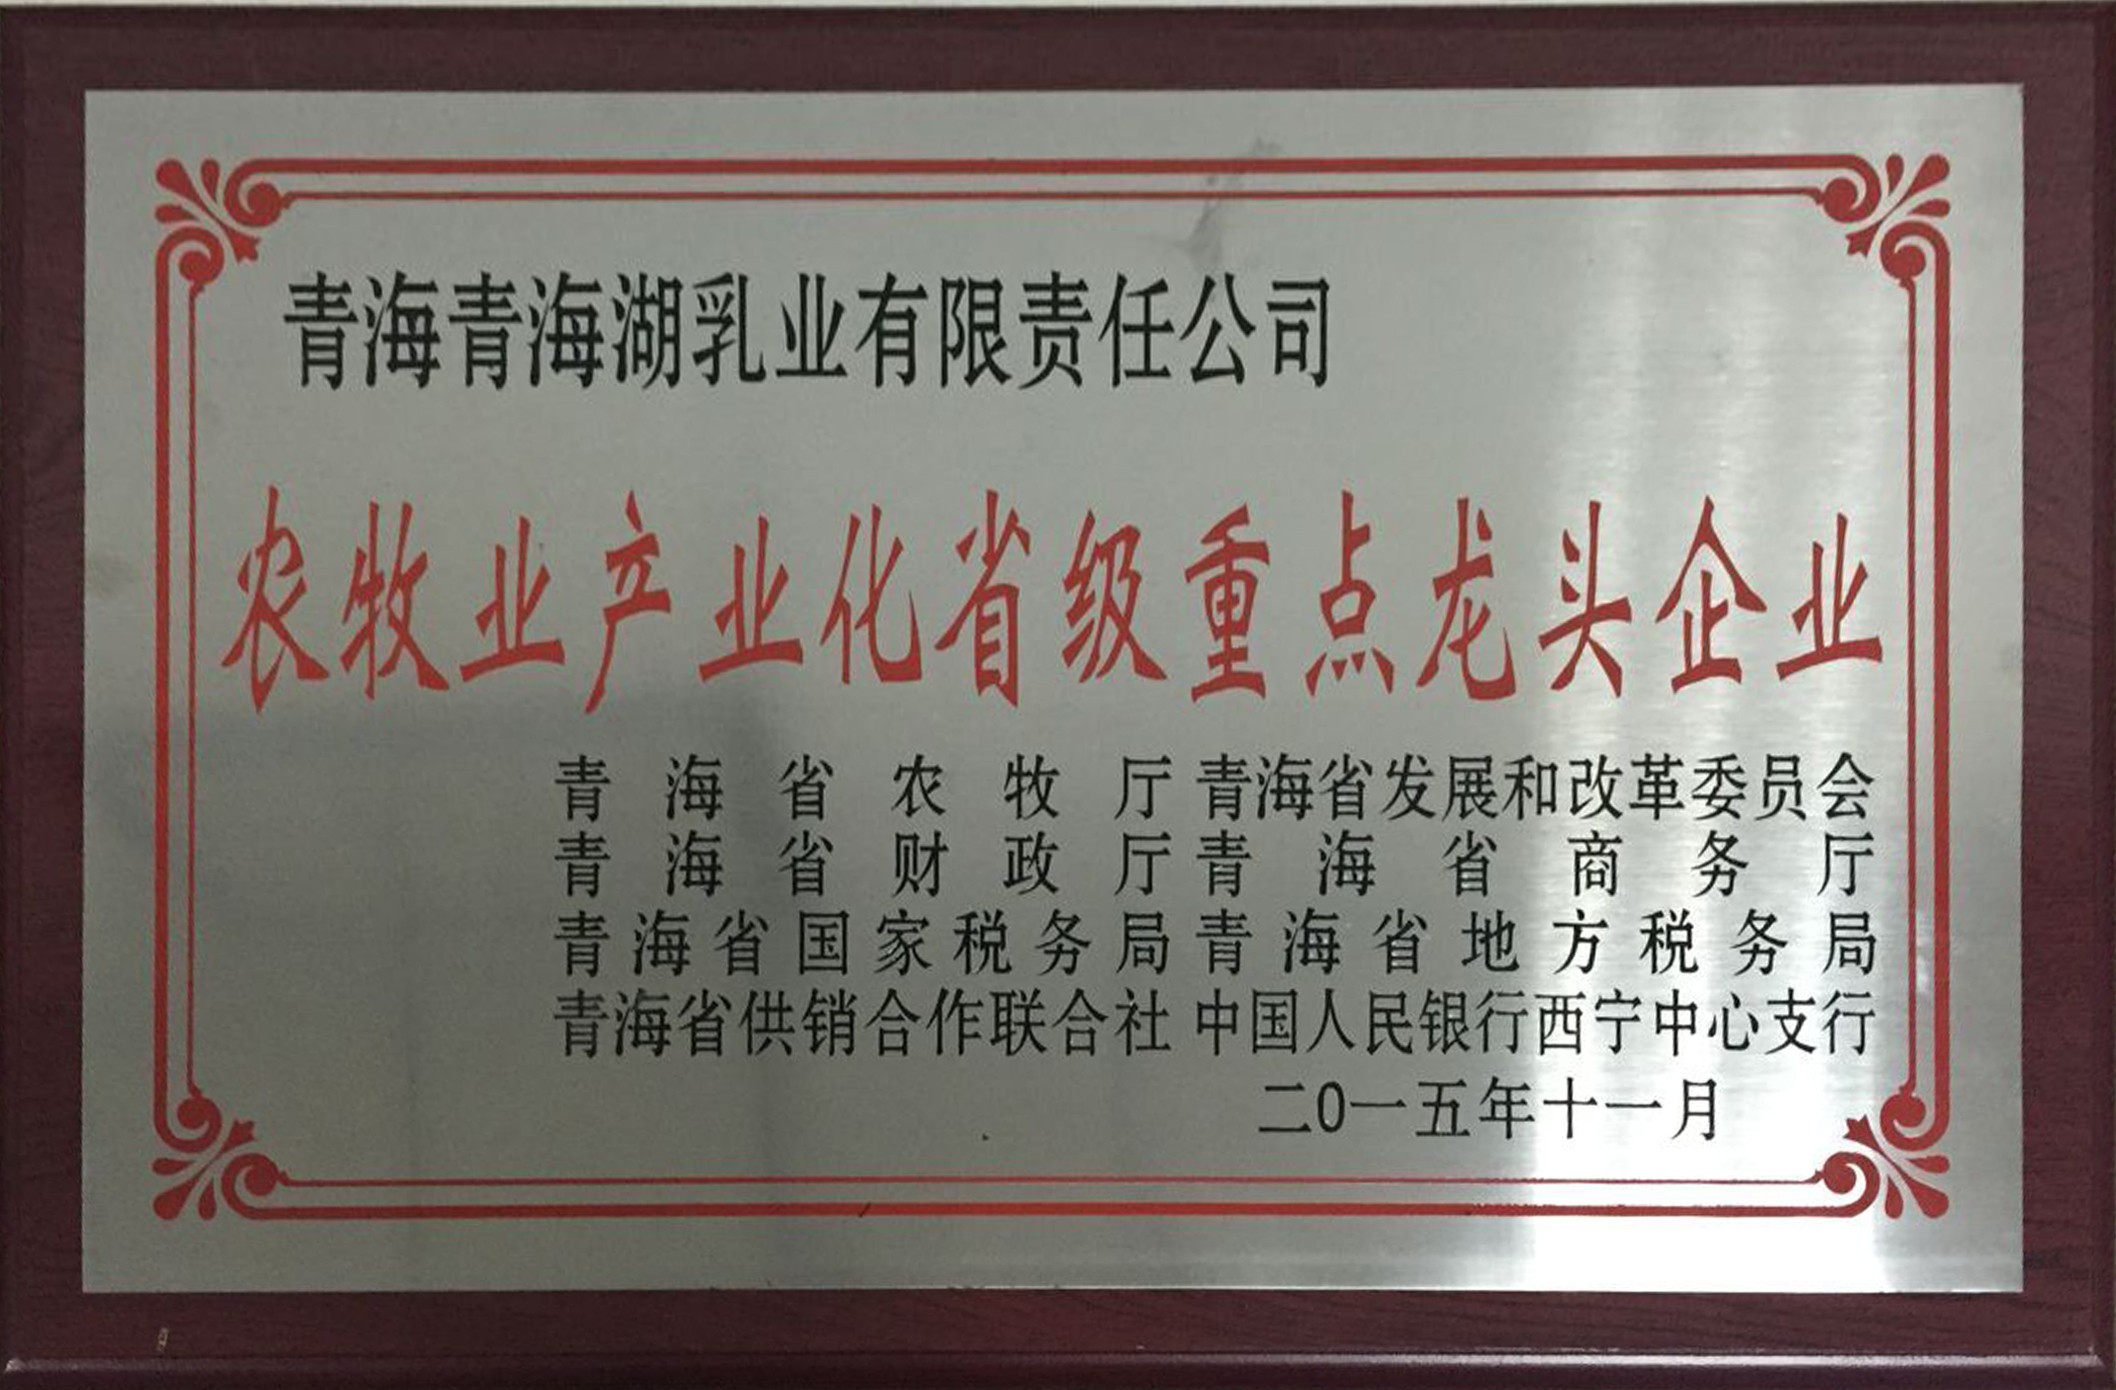 青海青海湖乳业有限责任公司
农牧业产业化省级重点龙头企业
青海省农牧厅 青海省发展和改革委员会
青海省财政厅 青海省商务厅
青海省国家税务局 青海省地方税务局
青海省供销合作联合社 中国人民银行西宁中心支行
二0一五年十一月